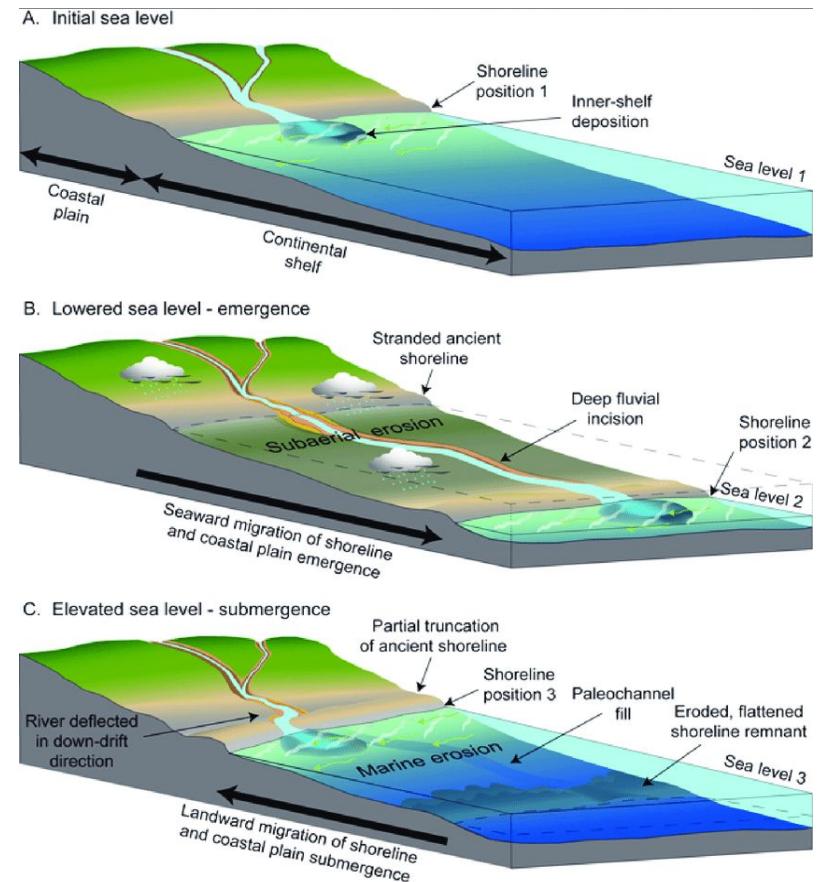 A. Initial sea level
Shoreline
position 1
Inner-shelf
deposition
Sea level 1
Coastal
plain
Continental
shelf
B. Lowered sea level - emergence
Stranded ancient
shoreline
Deep fluvial
incision
Shoreline
position 2
Subaerial erosion
Sea level 2
Seaward migration of shoreline
and coastal plain emergence
C. Elevated sea level - submergence
Partial truncation
of ancient shoreline
Shoreline
position 3
Paleochannel
fill
Eroded, flattened
shoreline remnant
River deflected
in down-drift
direction
Marine erosion
Sea level 3
Landward migration of shoreline
and coastal plain submergence